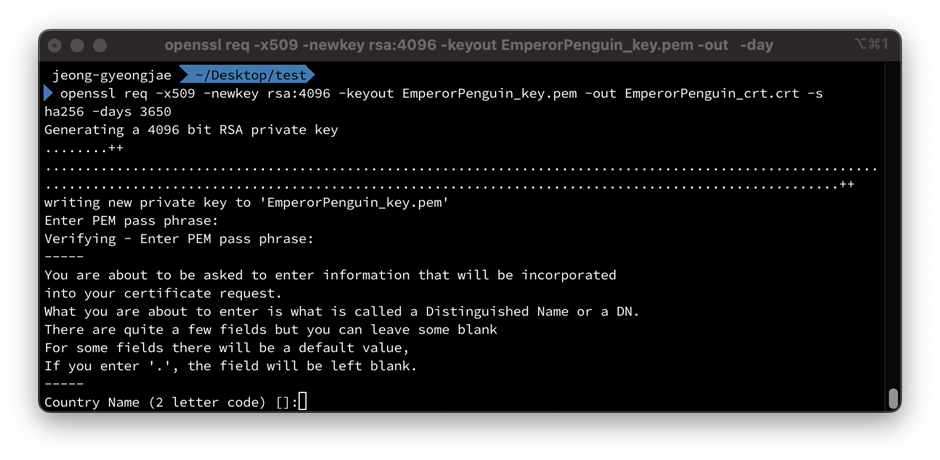 openssl req -x509 -newkey rsa:4096 -keyout EmperorPenguin_key.pem -out  -day
⌥⌘1
jeong-gyeongjae ~/Desktop/test
openssl req -x509 -newkey rsa:4096 -keyout EmperorPenguin_key.pem -out EmperorPenguin_crt.crt -s
ha256 -days 3650
Generating a 4096 bit RSA private key
........++
.........................................................................................................
....................................................................................................++
writing new private key to 'EmperorPenguin_key.pem'
Enter PEM pass phrase:
Verifying - Enter PEM pass phrase:
-----
You are about to be asked to enter information that will be incorporated
into your certificate request.
What you are about to enter is what is called a Distinguished Name or a DN.
There are quite a few fields but you can leave some blank
For some fields there will be a default value,
If you enter '.', the field will be left blank.
-----
Country Name (2 letter code) []: